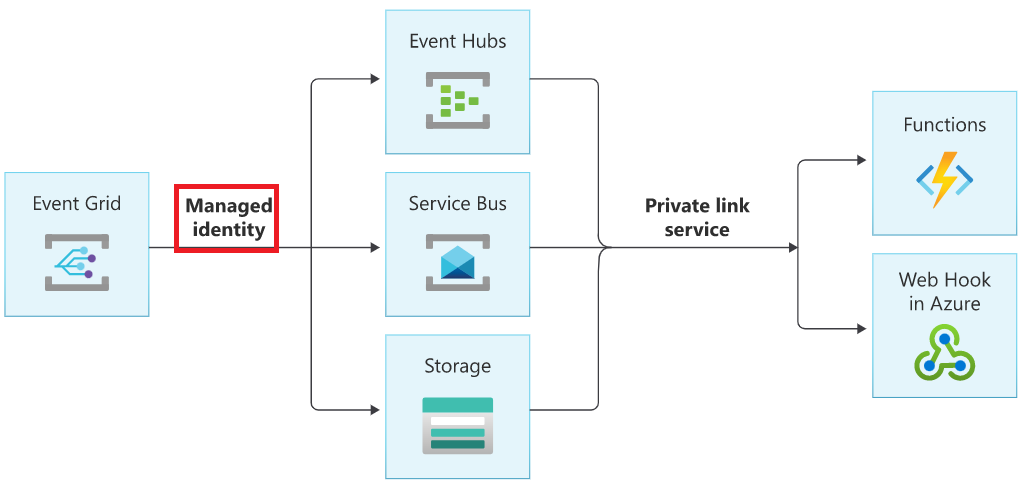 Event Hubs
Event Grid
Managed
identity
Service Bus
Storage
Private link
service
Functions
Web Hook
in Azure